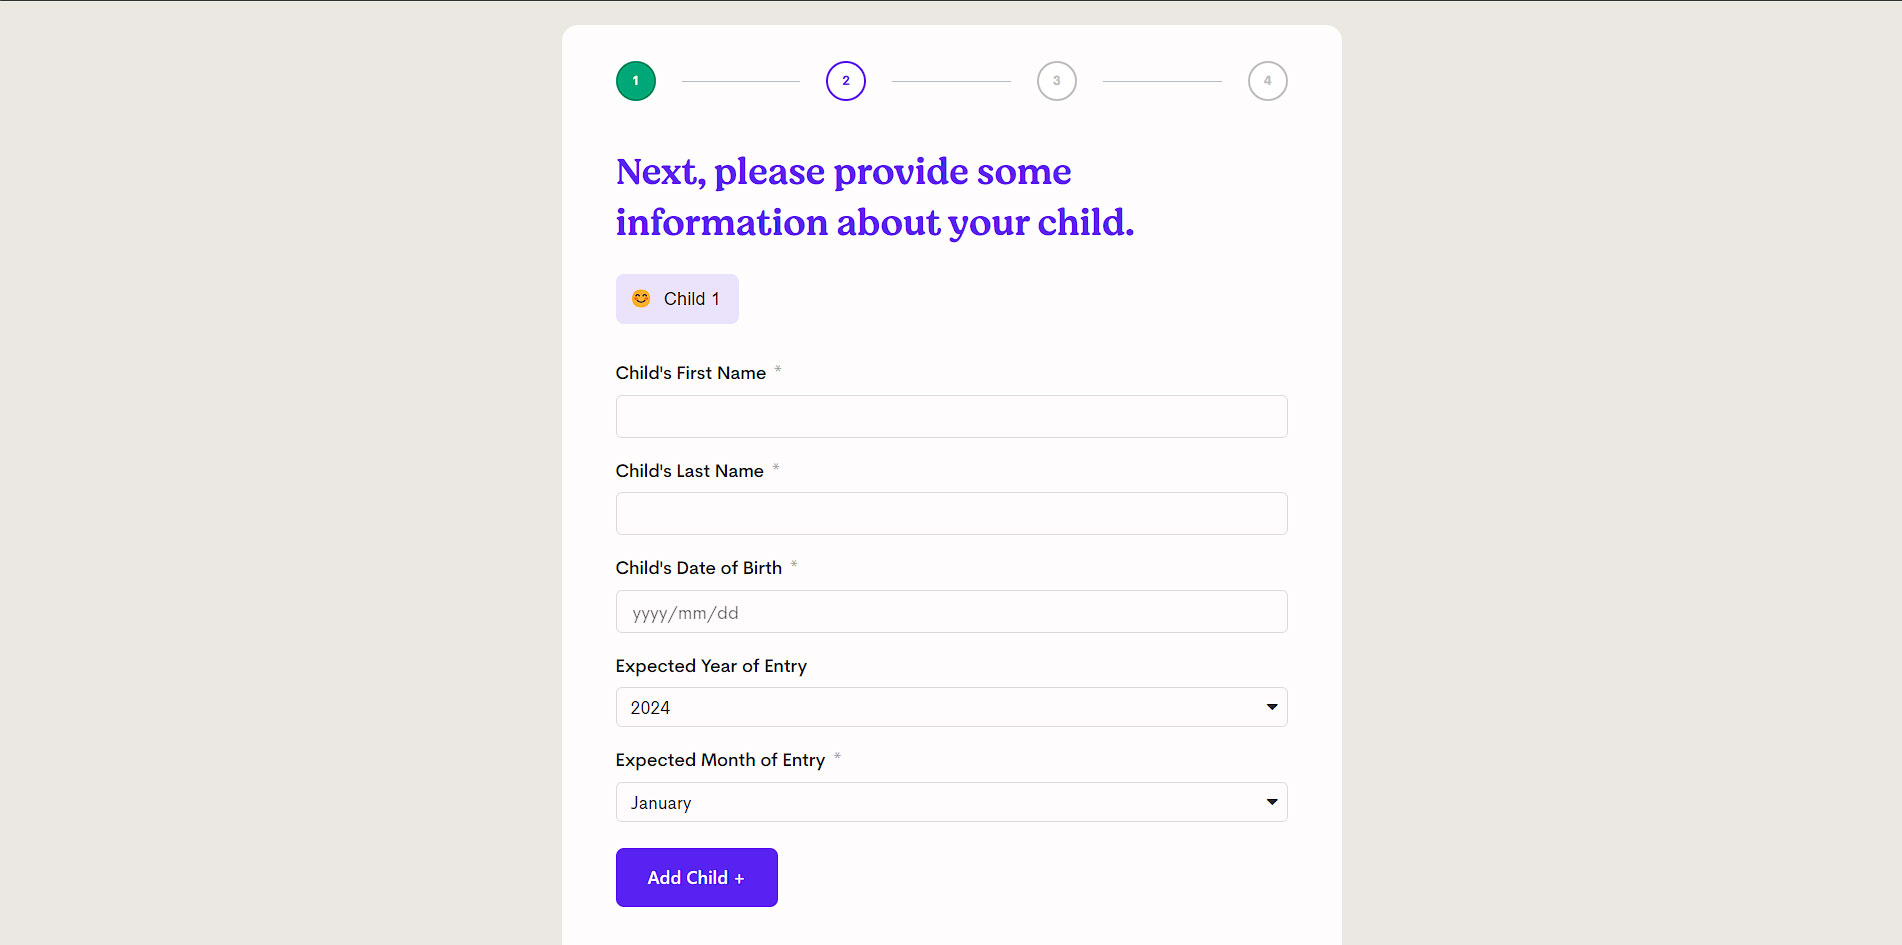 1
2
3
4
Next, please provide some
information about your child.
😊 Child 1
Child's First Name *
Child's Last Name *
Child's Date of Birth *
yyyy/mm/dd
Expected Year of Entry
2024
Expected Month of Entry *
January
Add Child +